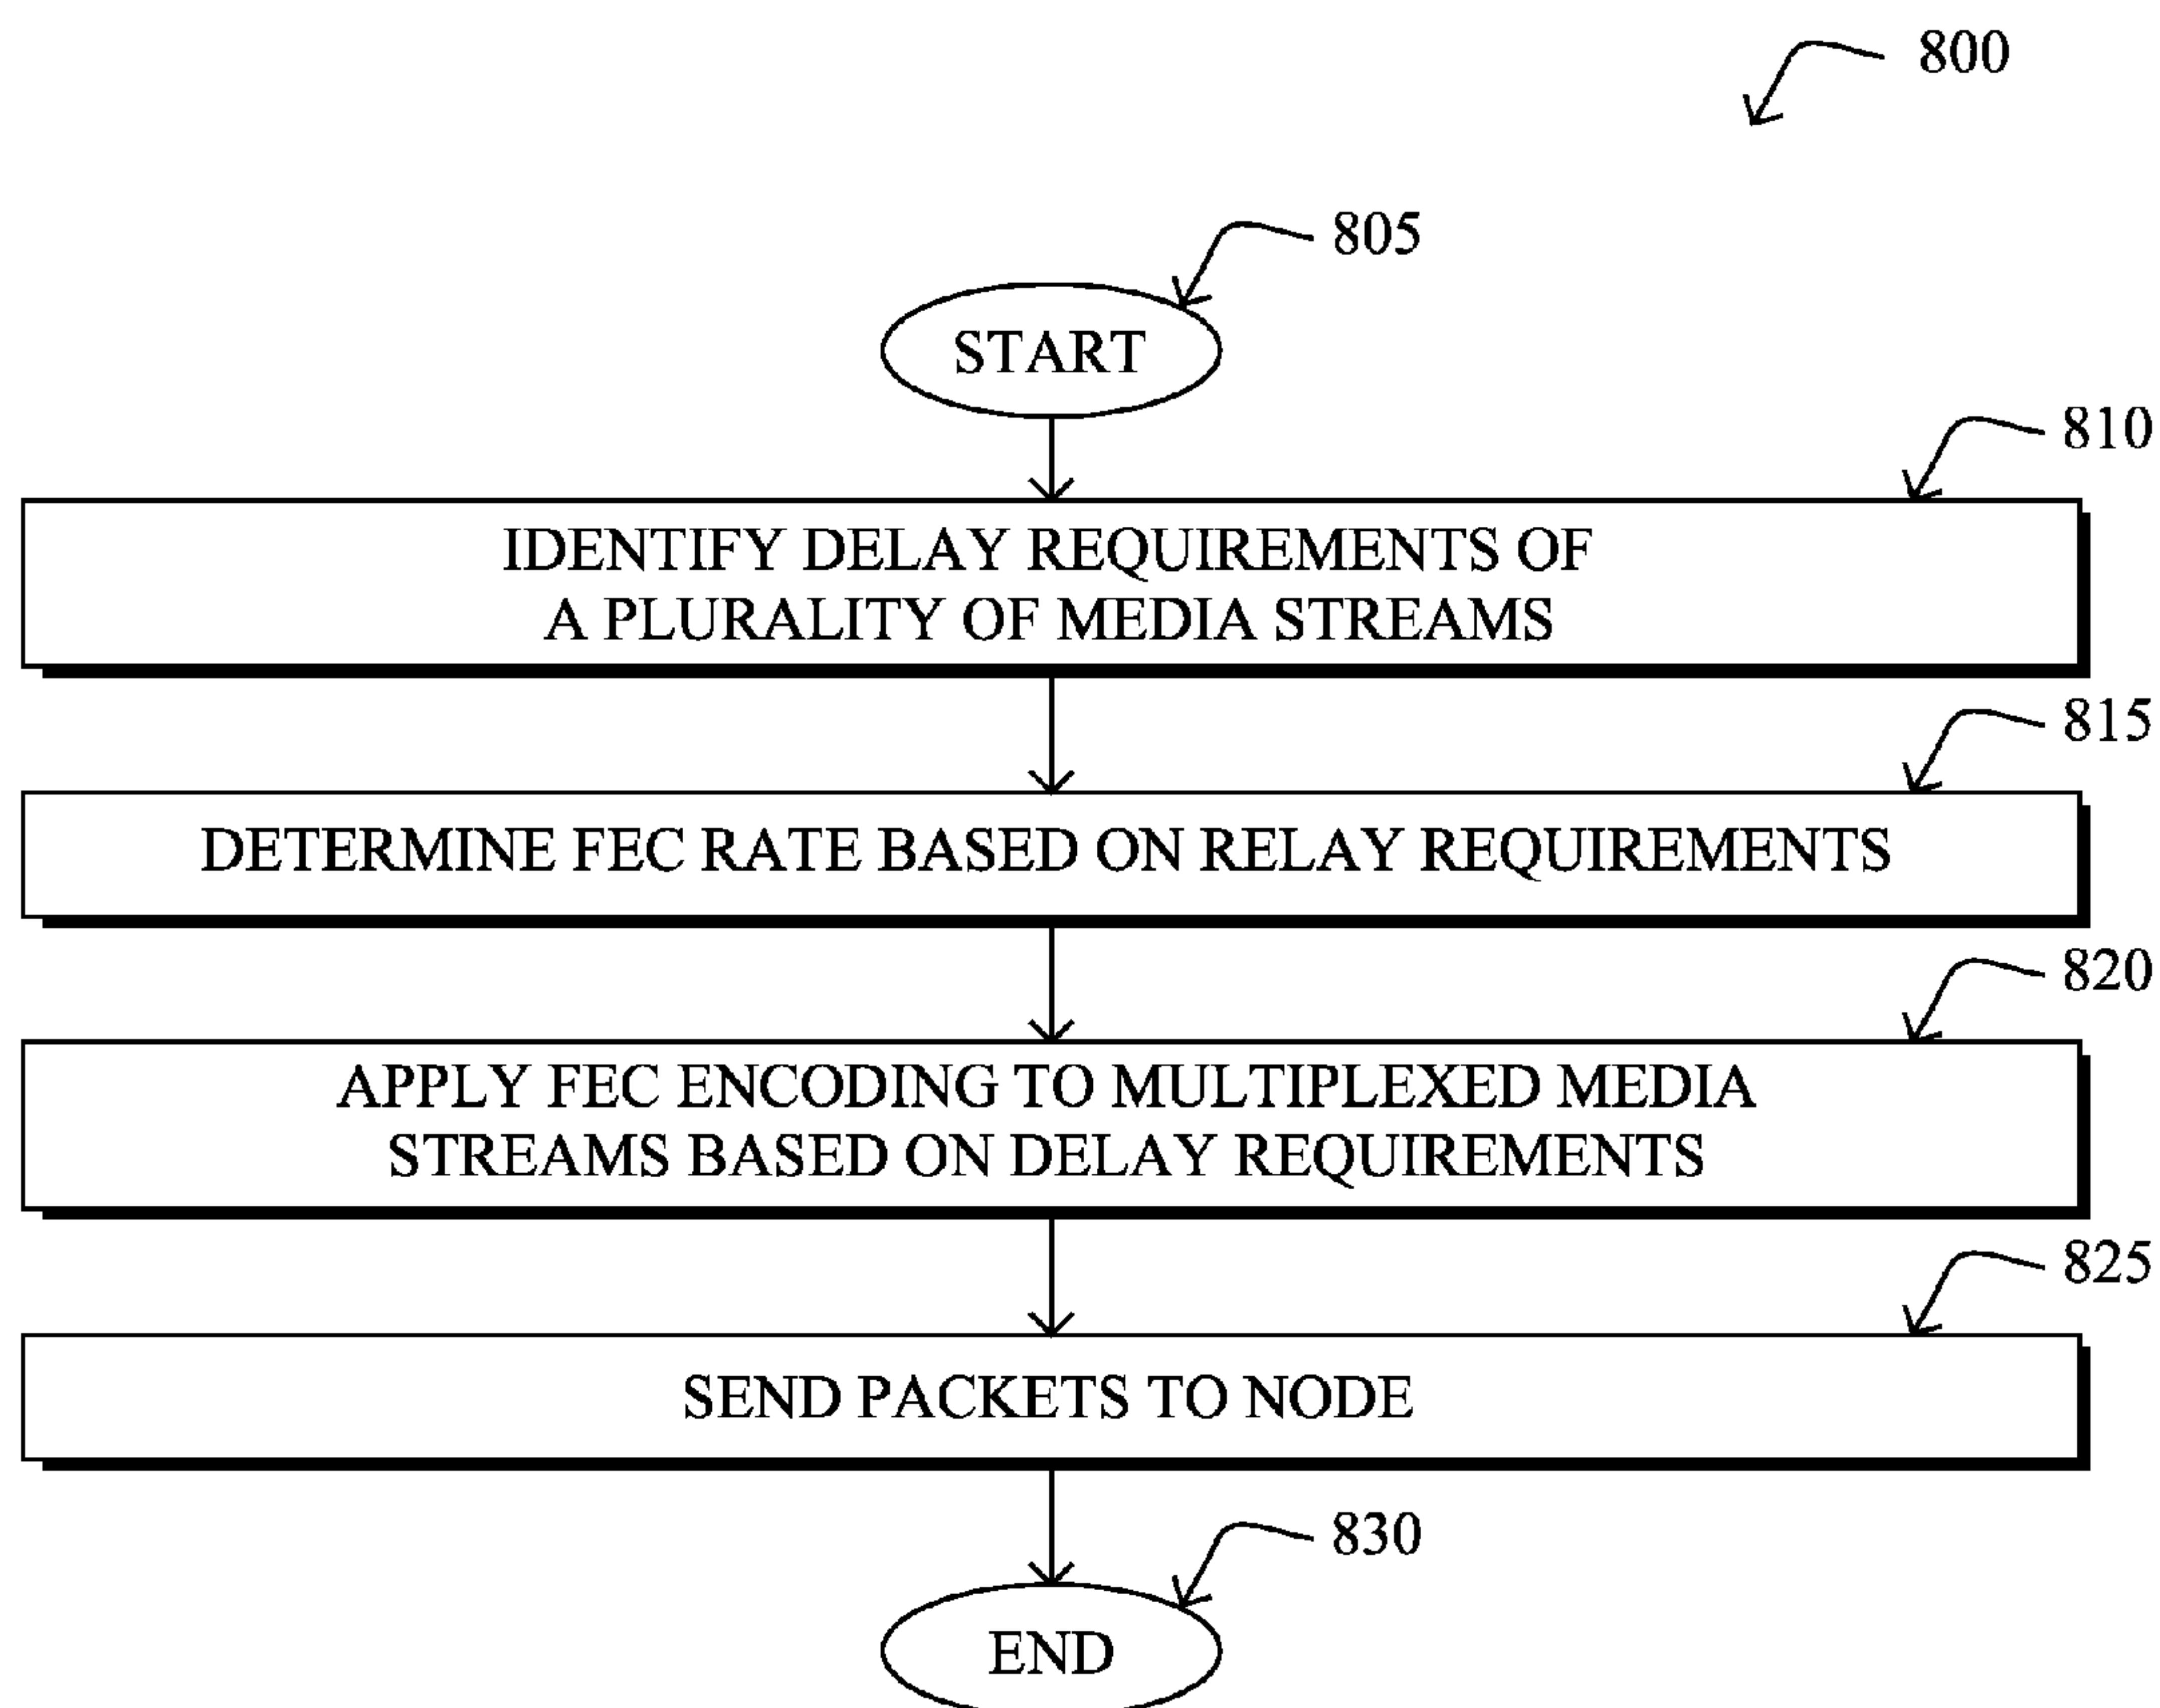 800
805
START
810
IDENTIFY DELAY REQUIREMENTS OF
A PLURALITY OF MEDIA STREAMS
815
DETERMINE FEC RATE BASED ON RELAY REQUIREMENTS
820
APPLY FEC ENCODING TO MULTIPLEXED MEDIA
STREAMS BASED ON DELAY REQUIREMENTS
825
SEND PACKETS TO NODE
830
END